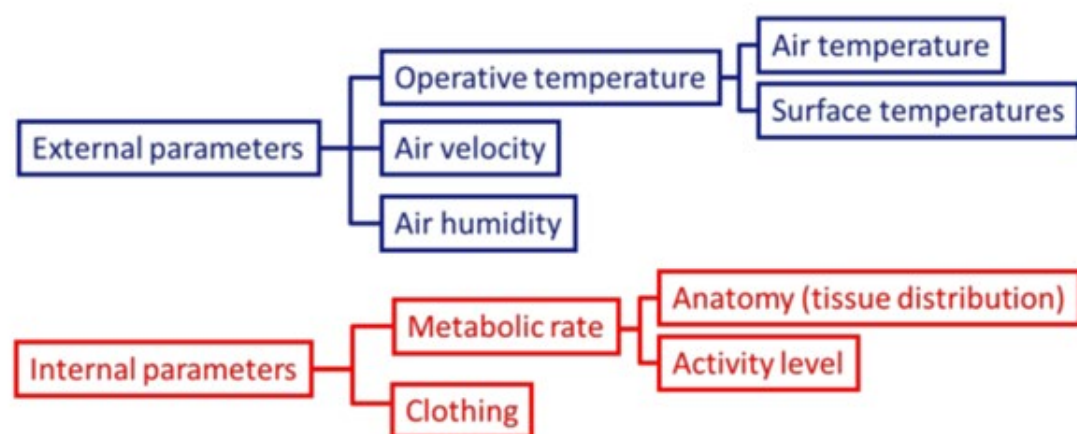 Air temperature
Operative temperature
Surface temperatures
External parameters
Air velocity
Air humidity
Anatomy (tissue distribution)
Metabolic rate
Activity level
Internal parameters
Clothing